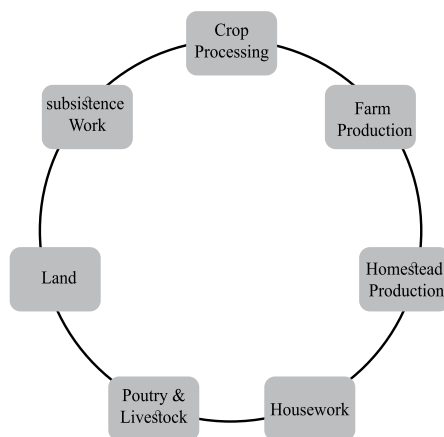 Crop
Processing
Farm
Production
Homestead
Production
Housework
Poutry &
Livestock
Land
subsistence
Work